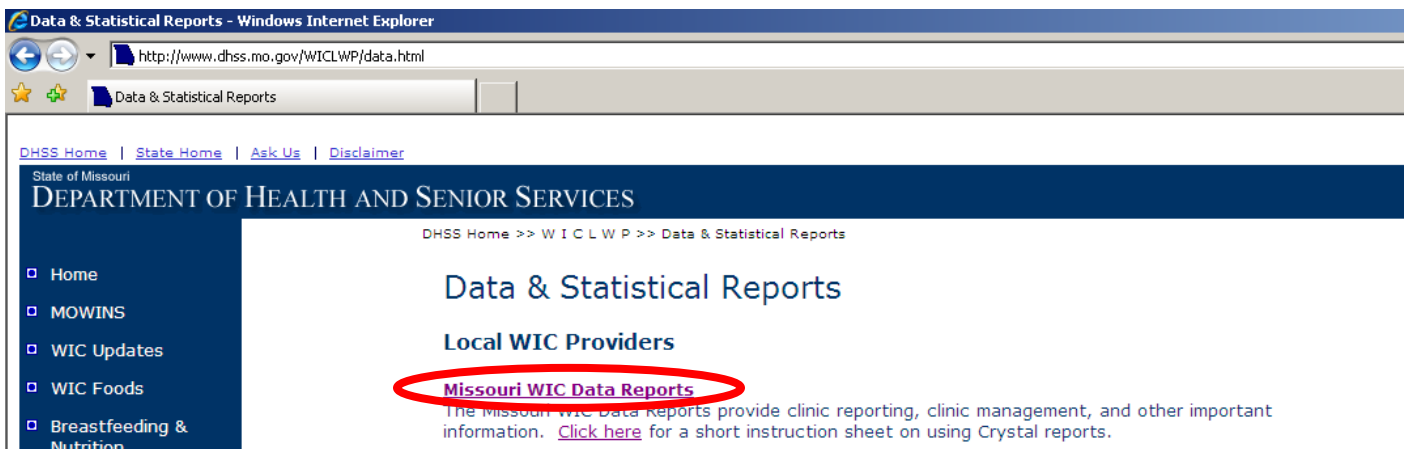 Data & Statistical Reports - Windows Internet Explorer
http://www.dhss.mo.gov/WICLWP/data.html
Data & Statistical Reports
DHSS Home | State Home | Ask Us | Disclaimer
State of Missouri
DEPARTMENT OF HEALTH AND SENIOR SERVICES
DHSS Home >> W I C L W P >> Data & Statistical Reports
Home
MOWINS
WIC Updates
WIC Foods
Breastfeeding &
Nutrition
Data & Statistical Reports
Local WIC Providers
Missouri WIC Data Reports
The Missouri WIC Data Reports provide clinic reporting, clinic management, and other important
information. Click here for a short instruction sheet on using Crystal reports.